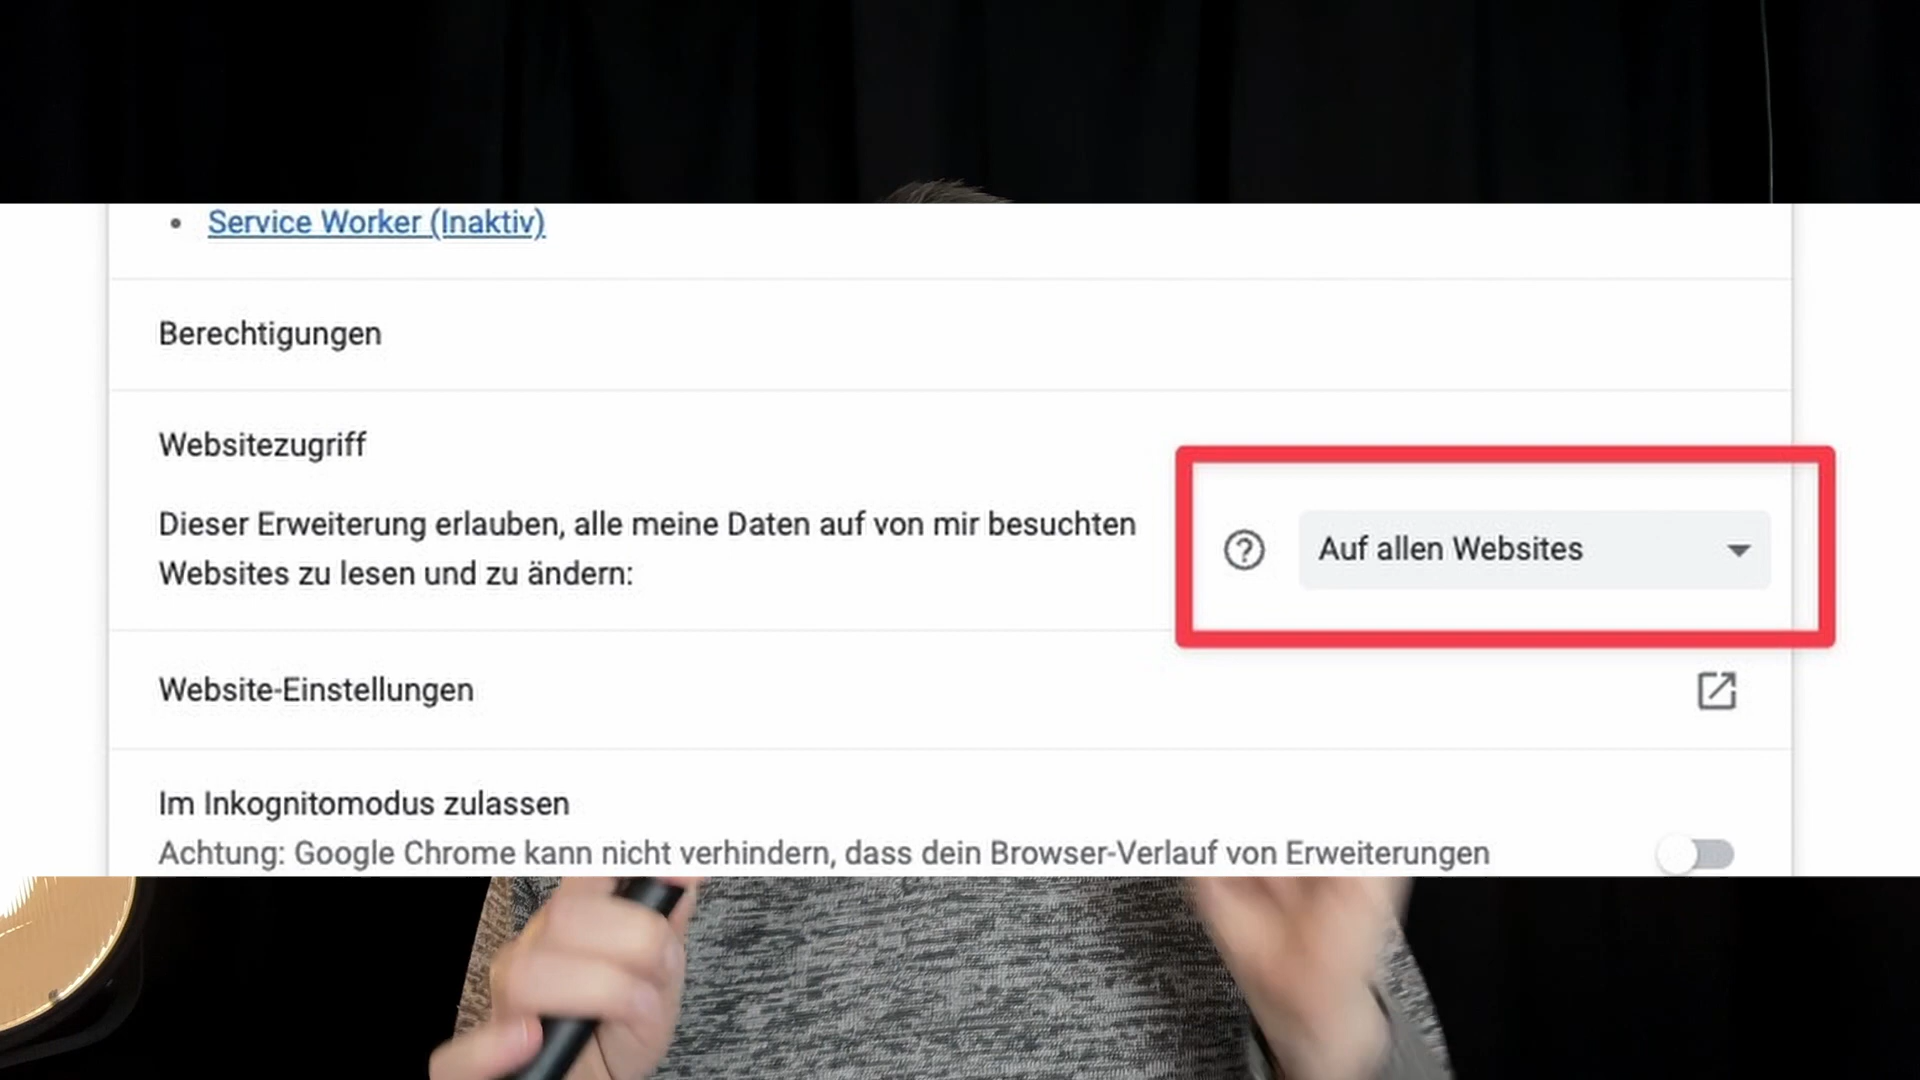 Service Worker (Inaktiv)
Berechtigungen
Websitezugriff
Dieser Erweiterung erlauben, alle meine Daten auf von mir besuchten
Websites zu lesen und zu ändern:
Auf allen Websites
Website-Einstellungen
Im Inkognitomodus zulassen
Achtung: Google Chrome kann nicht verhindern, dass dein Browser-Verlauf von Erweiterungen